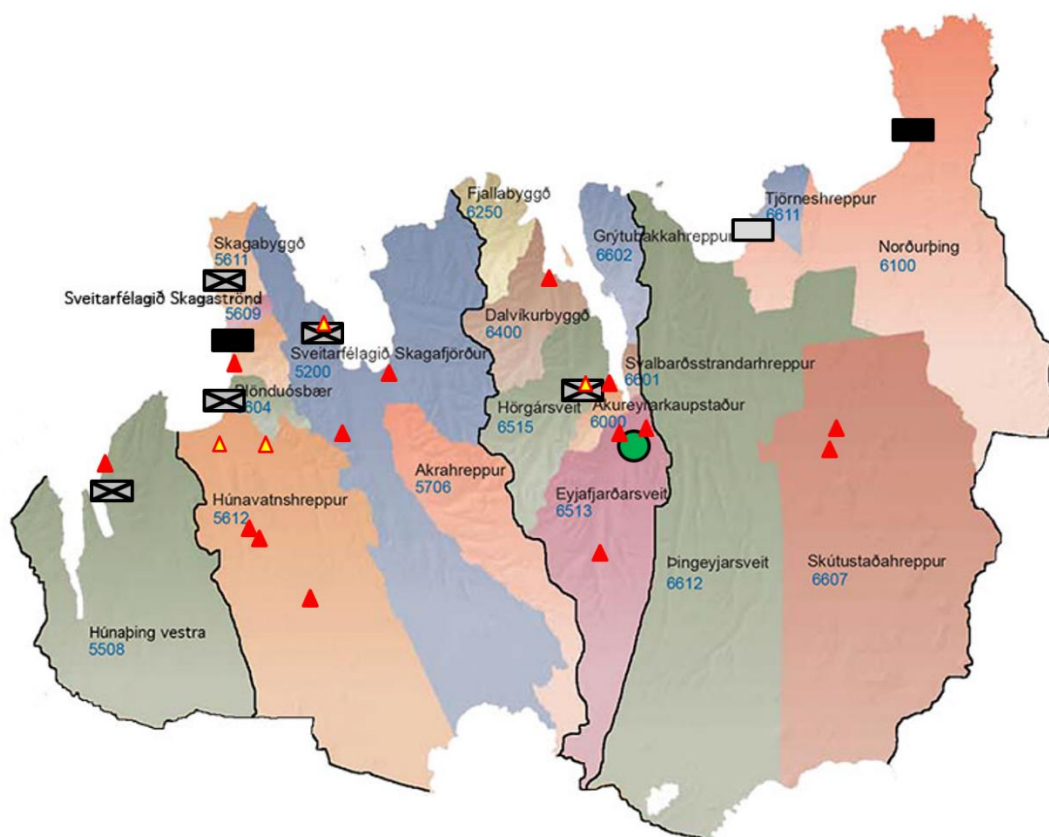 Fjallabyggð
6250
Tjörneshreppur
6611
Skagabyggð
5611
Grýtubakkahreppur
6602
Norðurþing
6100
Sveitarfélagið Skagaströnd
5609
Dalvíkurbyggð
6400
Sveitarfélagið Skagafjörður
5200
Svalbarðsstrandarhreppur
6601
Hörgársveit
6515
Akureyrarkaupstaður
6000
Akrahreppur
5706
Eyjafjarðarsveit
6513
Húnavatnshreppur
5612
Þingeyjarsveit
6612
Skútustaðahreppur
6607
Húnaþing vestra
5508